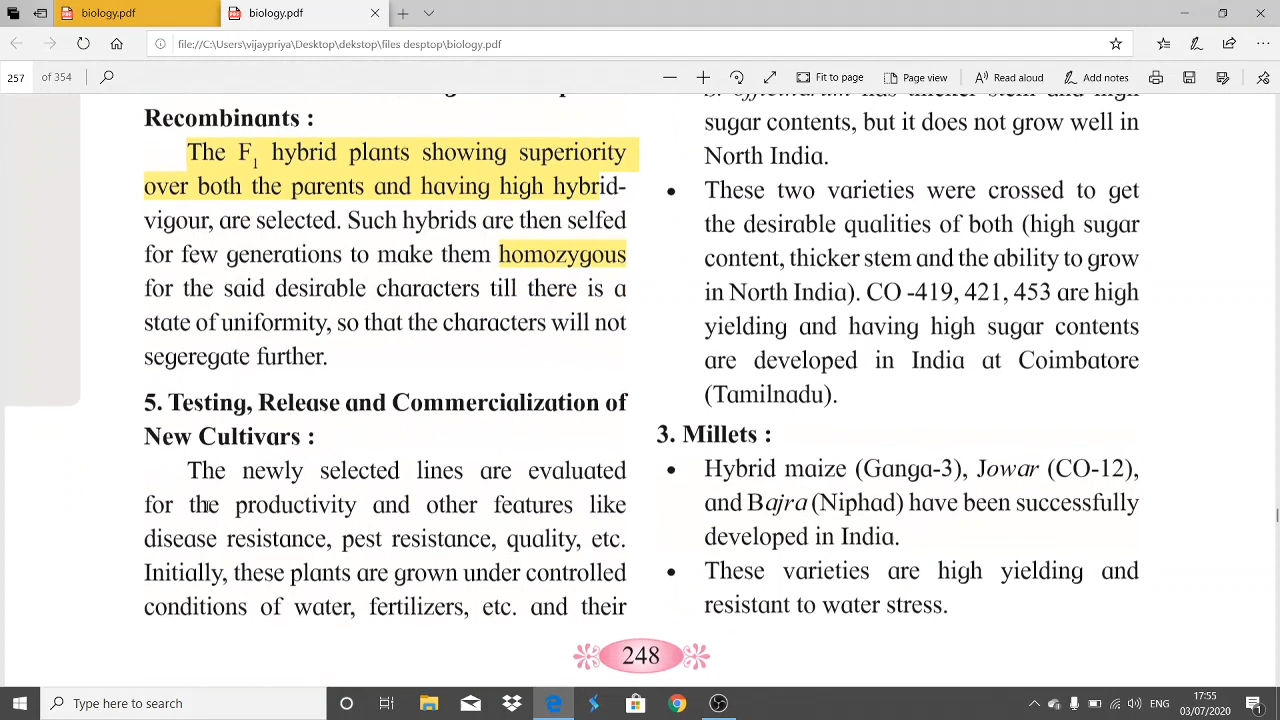 biology.pdf
biology.pdf
file://C:\Users\vijaypriya\Desktop\dekstop\files desptop\biology.pdf
257 of 354
Fit to page
Page view
Read aloud
Add notes
Recombinants :
The F1 hybrid plants showing superiority
over both the parents and having high hybrid-
vigour, are selected. Such hybrids are then selfed
for few generations to make them homozygous
for the said desirable characters till there is a
state of uniformity, so that the characters will not
segeregate further.
5. Testing, Release and Commercialization of
New Cultivars :
The newly selected lines are evaluated
for the productivity and other features like
disease resistance, pest resistance, quality, etc.
Initially, these plants are grown under controlled
conditions of water, fertilizers, etc. and their
sugar contents, but it does not grow well in
North India.
• These two varieties were crossed to get
the desirable qualities of both (high sugar
content, thicker stem and the ability to grow
in North India). CO -419, 421, 453 are high
yielding and having high sugar contents
are developed in India at Coimbatore
(Tamilnadu).
3. Millets :
• Hybrid maize (Ganga-3), Jowar (CO-12),
and Bajra (Niphad) have been successfully
developed in India.
• These varieties are high yielding and
resistant to water stress.
248
Type here to search
ENG
17:55
03/07/2020